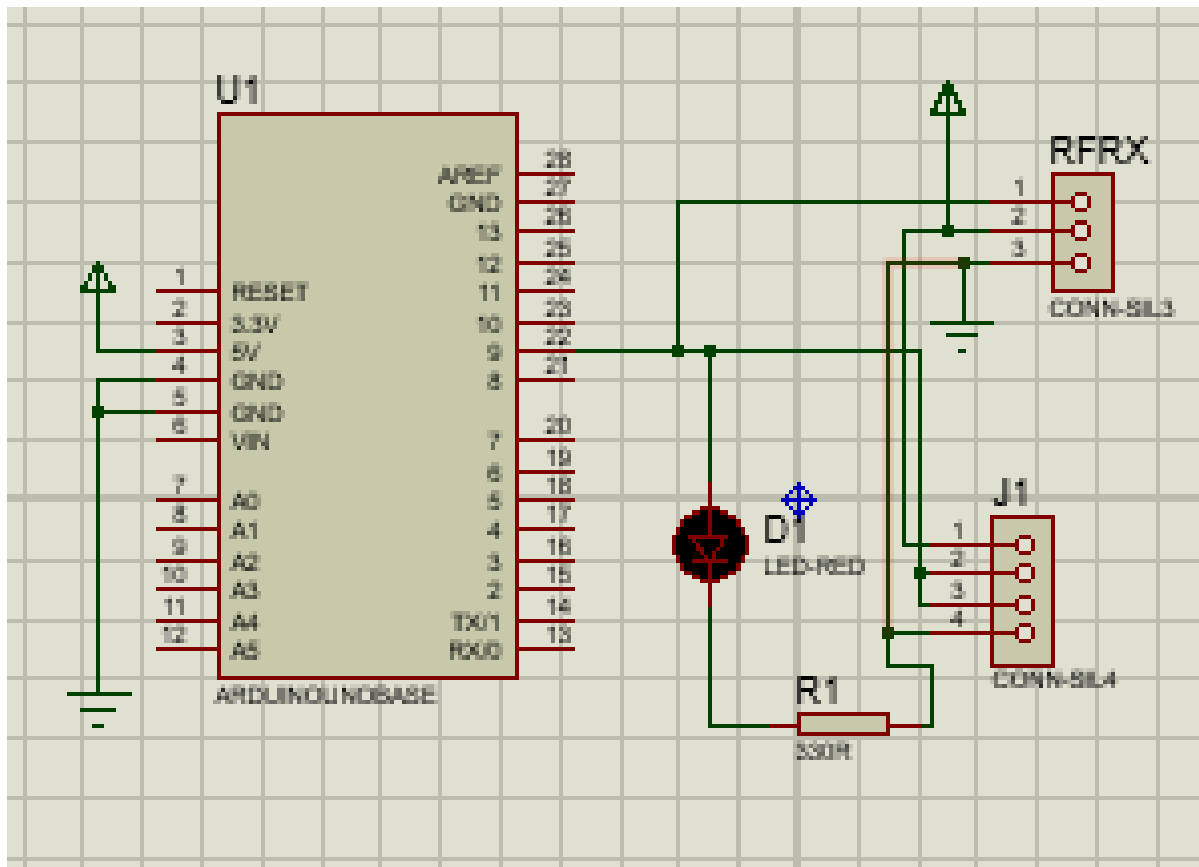 U1
AREF 28
GND 27
13 26
12 25
1 RESET 11 24
2 3.3V 10 23
3 5V 9 22
4 GND 8 21
5 GND
6 VIN 7 20
6 19
7 A0 5 18
8 A1 4 17
9 A2 3 16
10 A3 2 15
11 A4 TX/1 14
12 A5 RX/0 13
ARDUINOUNOBASE
RFRX
1
2
3
CONN-SIL3
D1
LED-RED
J1
1
2
3
4
CONN-SIL4
R1
330R